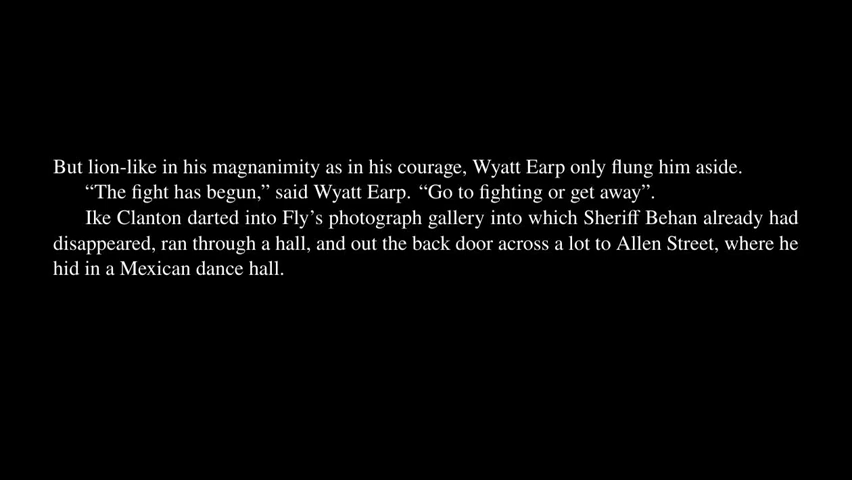 But lion-like in his magnanimity as in his courage, Wyatt Earp only flung him aside.
“The fight has begun,” said Wyatt Earp. “Go to fighting or get away”.
Ike Clanton darted into Fly’s photograph gallery into which Sheriff Behan already had
disappeared, ran through a hall, and out the back door across a lot to Allen Street, where he
hid in a Mexican dance hall.